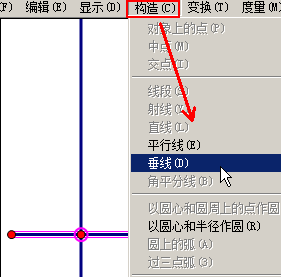 (F) 编辑(E) 显示(D) 构造(C) 变换(T) 度量(M)
对象上的点(P)
中点(M)
交点(I)
线段(S)
射线(Y)
直线(L)
平行线(E)
垂线(D)
角平分线(B)
以圆心和圆周上的点作圆
以圆心和半径作圆(R)
圆上的弧(A)
过三点弧(3)